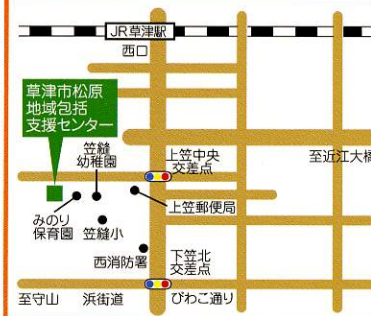 JR草津駅
西口
草津市松原
地域包括
支援センター
笠縫
幼稚園
上笠中央
交差点
至近江大橋
みのり
保育園
笠縫小
上笠郵便局
西消防署
下笠北
交差点
至守山
浜街道
びわこ通り